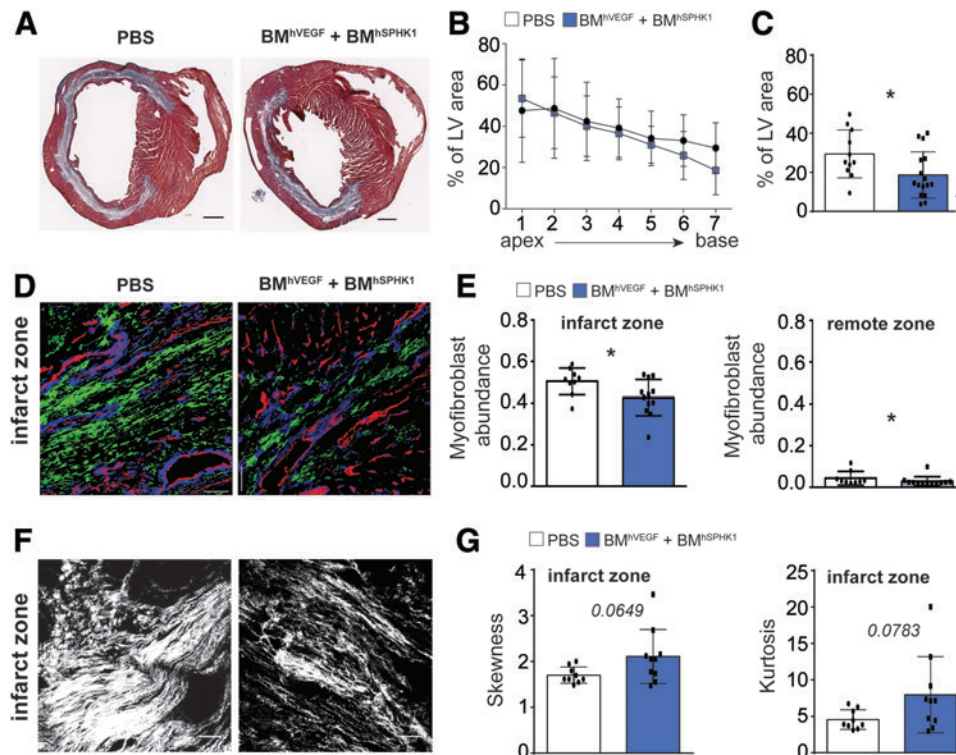 A
PBS
BMhVEGF + BMhSPHK1
B
PBS BMhVEGF + BMhSPHK1
% of LV area
80
60
40
20
0
1 2 3 4 5 6 7
apex base
C
% of LV area
80
60
40
20
0
*
D
PBS
BMhVEGF + BMhSPHK1
infarct zone
E
PBS BMhVEGF + BMhSPHK1
Myofibroblast
abundance
0.8
0.6
0.4
0.2
0.0
infarct zone
*
Myofibroblast
abundance
0.8
0.6
0.4
0.2
0.0
remote zone
*
F
infarct zone
G
PBS BMhVEGF + BMhSPHK1
Skewness
4
3
2
1
0
infarct zone
0.0649
Kurtosis
25
20
15
10
5
0
infarct zone
0.0783